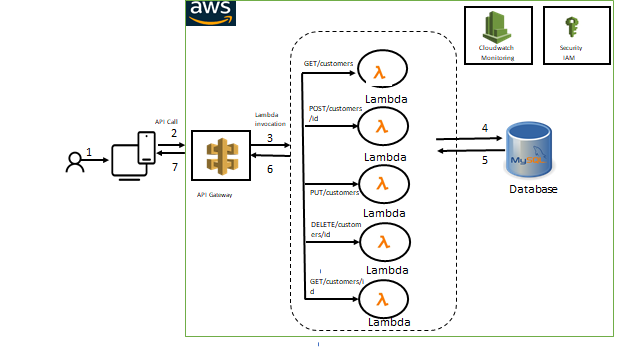 aws
Cloudwatch
Monitoring
Security
IAM
GET/customers
Lambda
POST/customers
/id
Lambda
PUT/customers
Lambda
DELETE/custom
ers/id
Lambda
GET/customers/i
d
Lambda
Lambda
invocation
3
6
API Call
2
7
1
API Gateway
4
5
MySQL
Database